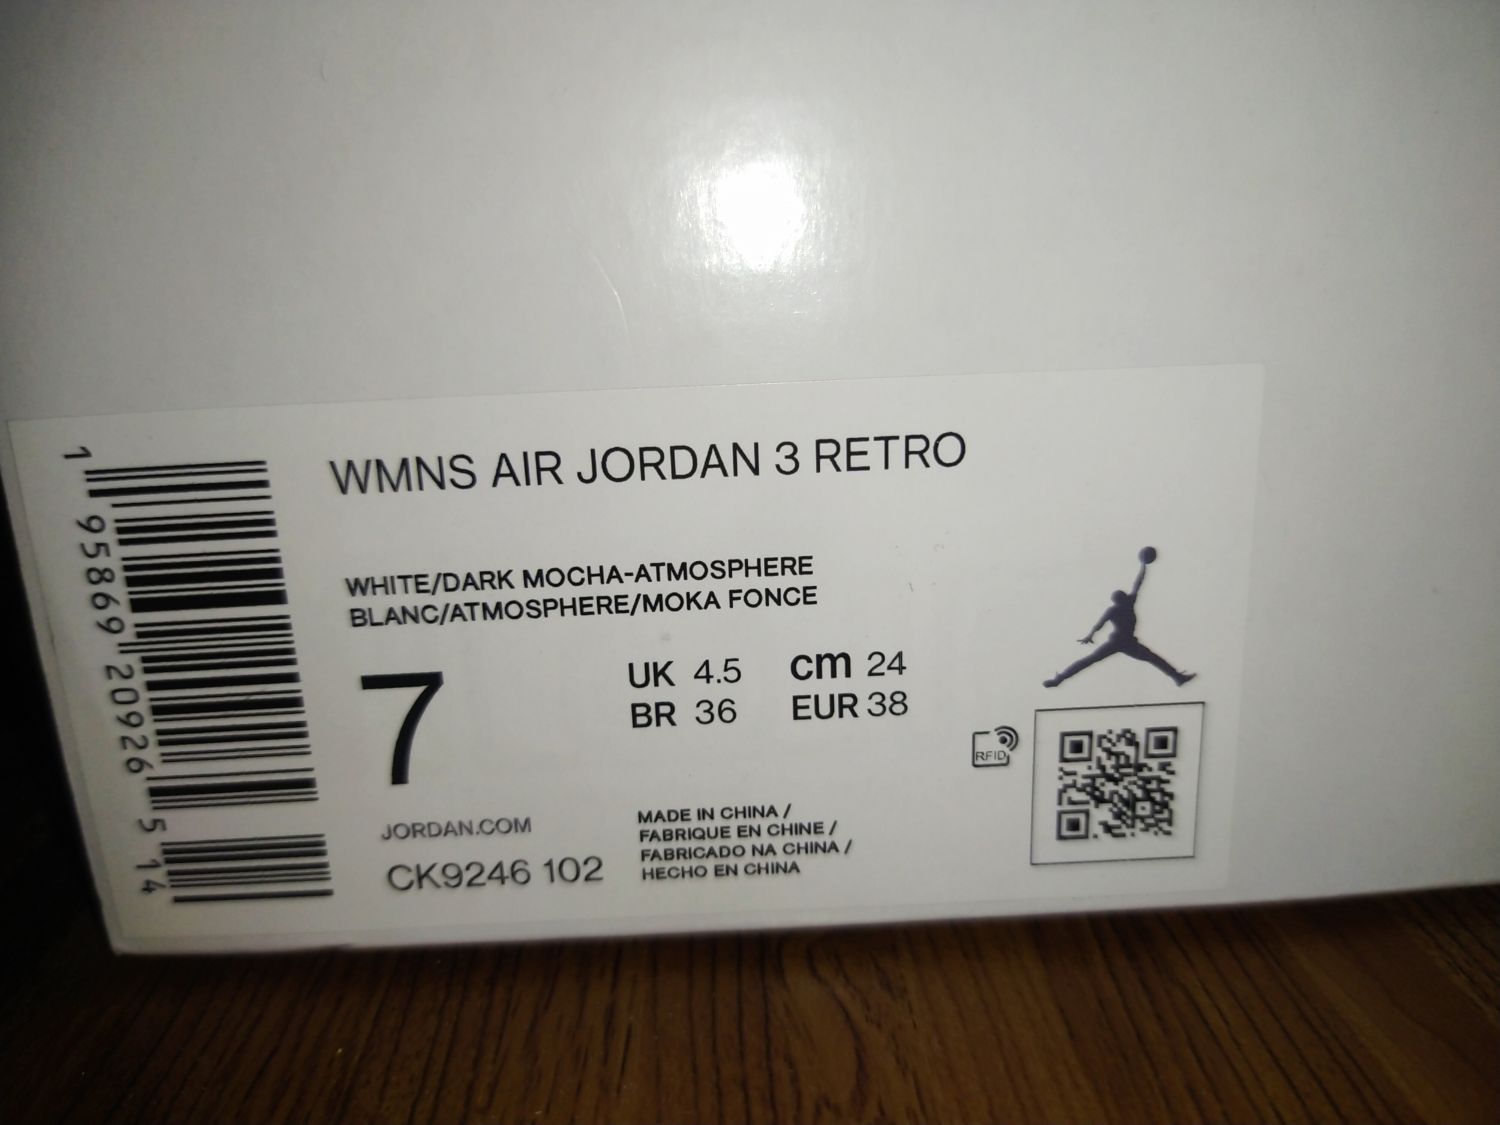 WMNS AIR JORDAN 3 RETRO
WHITE/DARK MOCHA-ATMOSPHERE
BLANC/ATMOSPHERE/MOKA FONCE
7
UK 4.5 cm 24
BR 36 EUR 38
JORDAN.COM
CK9246 102
MADE IN CHINA /
FABRIQUE EN CHINE /
FABRICADO NA CHINA /
HECHO EN CHINA
RFID
1 95869 20926 5 14